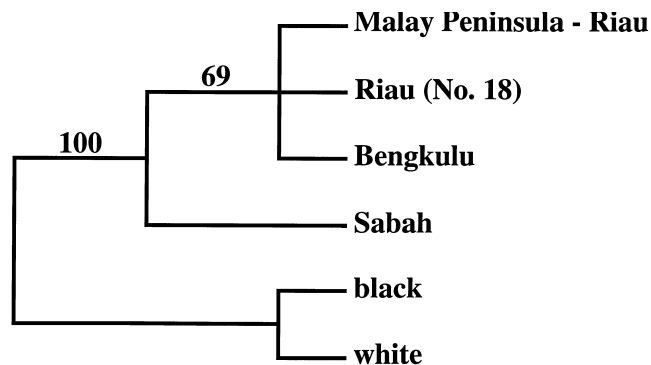 Malay Peninsula - Riau
69
Riau (No. 18)
100
Bengkulu
Sabah
black
white